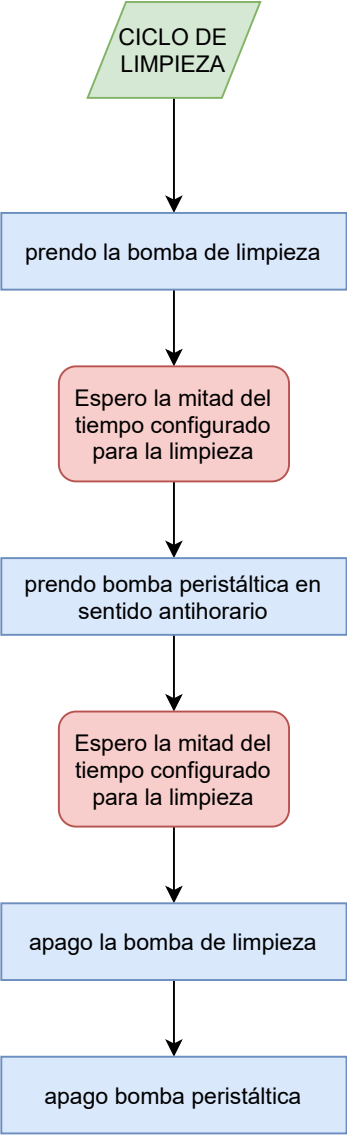 CICLO DE
LIMPIEZA
prendo la bomba de limpieza
Espero la mitad del
tiempo configurado
para la limpieza
prendo bomba peristáltica en
sentido antihorario
Espero la mitad del
tiempo configurado
para la limpieza
apago la bomba de limpieza
apago bomba peristáltica